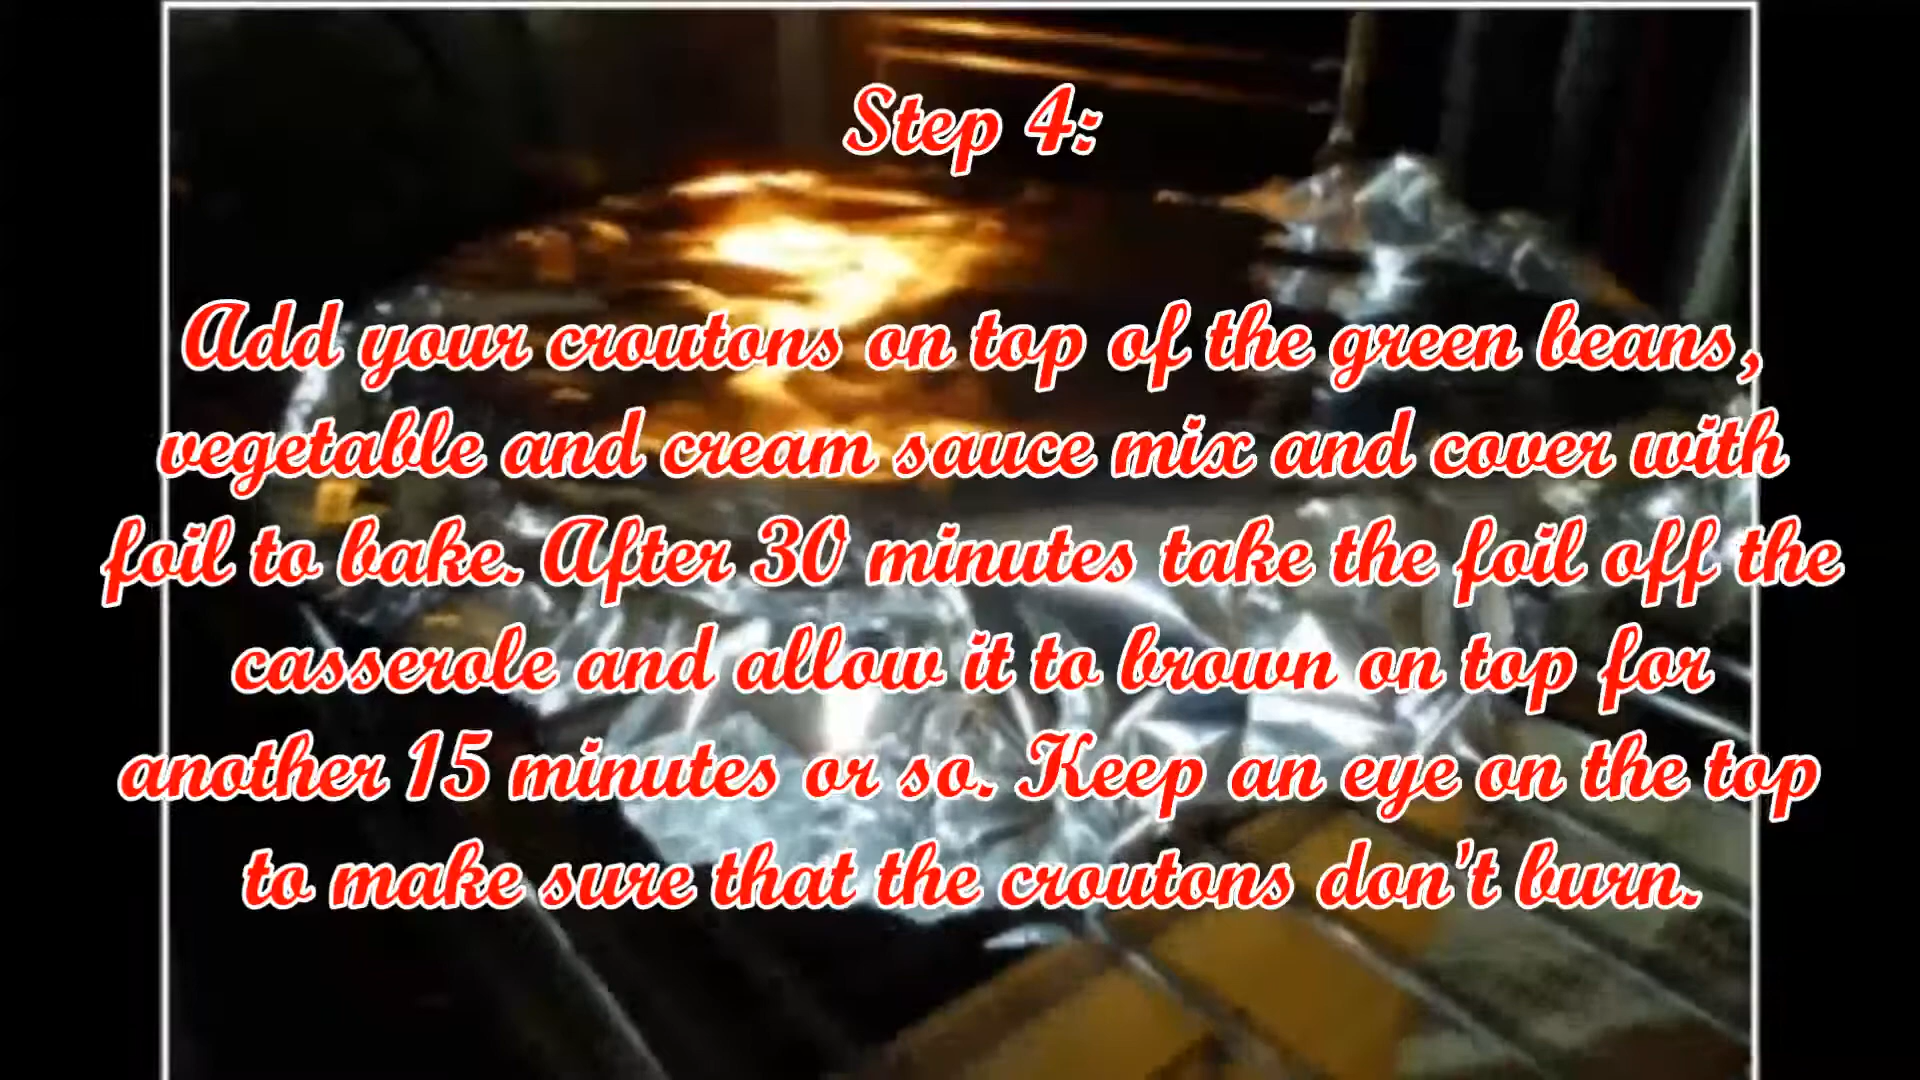 Step 4:
Add your croutons on top of the green beans,
vegetable and cream sauce mix and cover with
foil to bake. After 30 minutes take the foil off the
casserole and allow it to brown on top for
another 15 minutes or so. Keep an eye on the top
to make sure that the croutons don't burn.